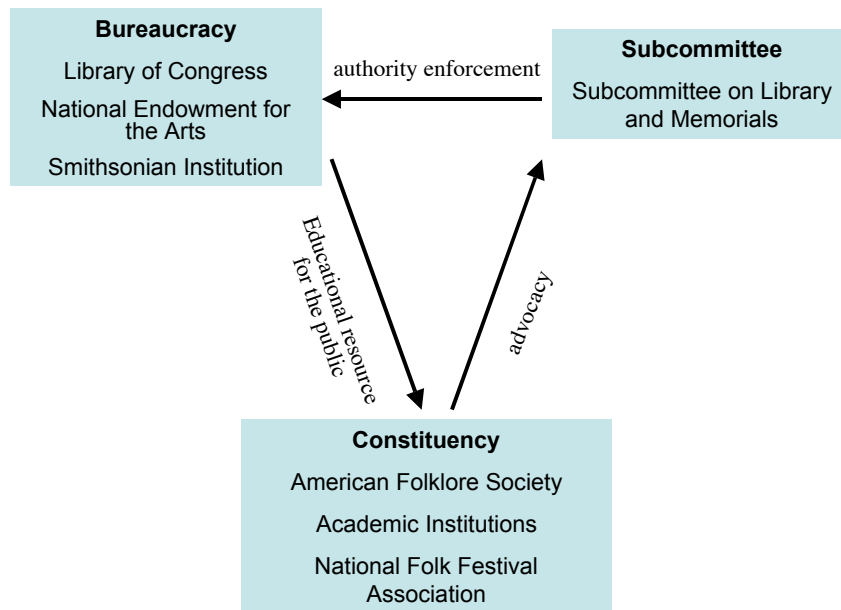 Bureaucracy
Library of Congress
National Endowment for
the Arts
Smithsonian Institution
authority enforcement
Subcommittee
Subcommittee on Library
and Memorials
Educational resource
for the public
advocacy
Constituency
American Folklore Society
Academic Institutions
National Folk Festival
Association